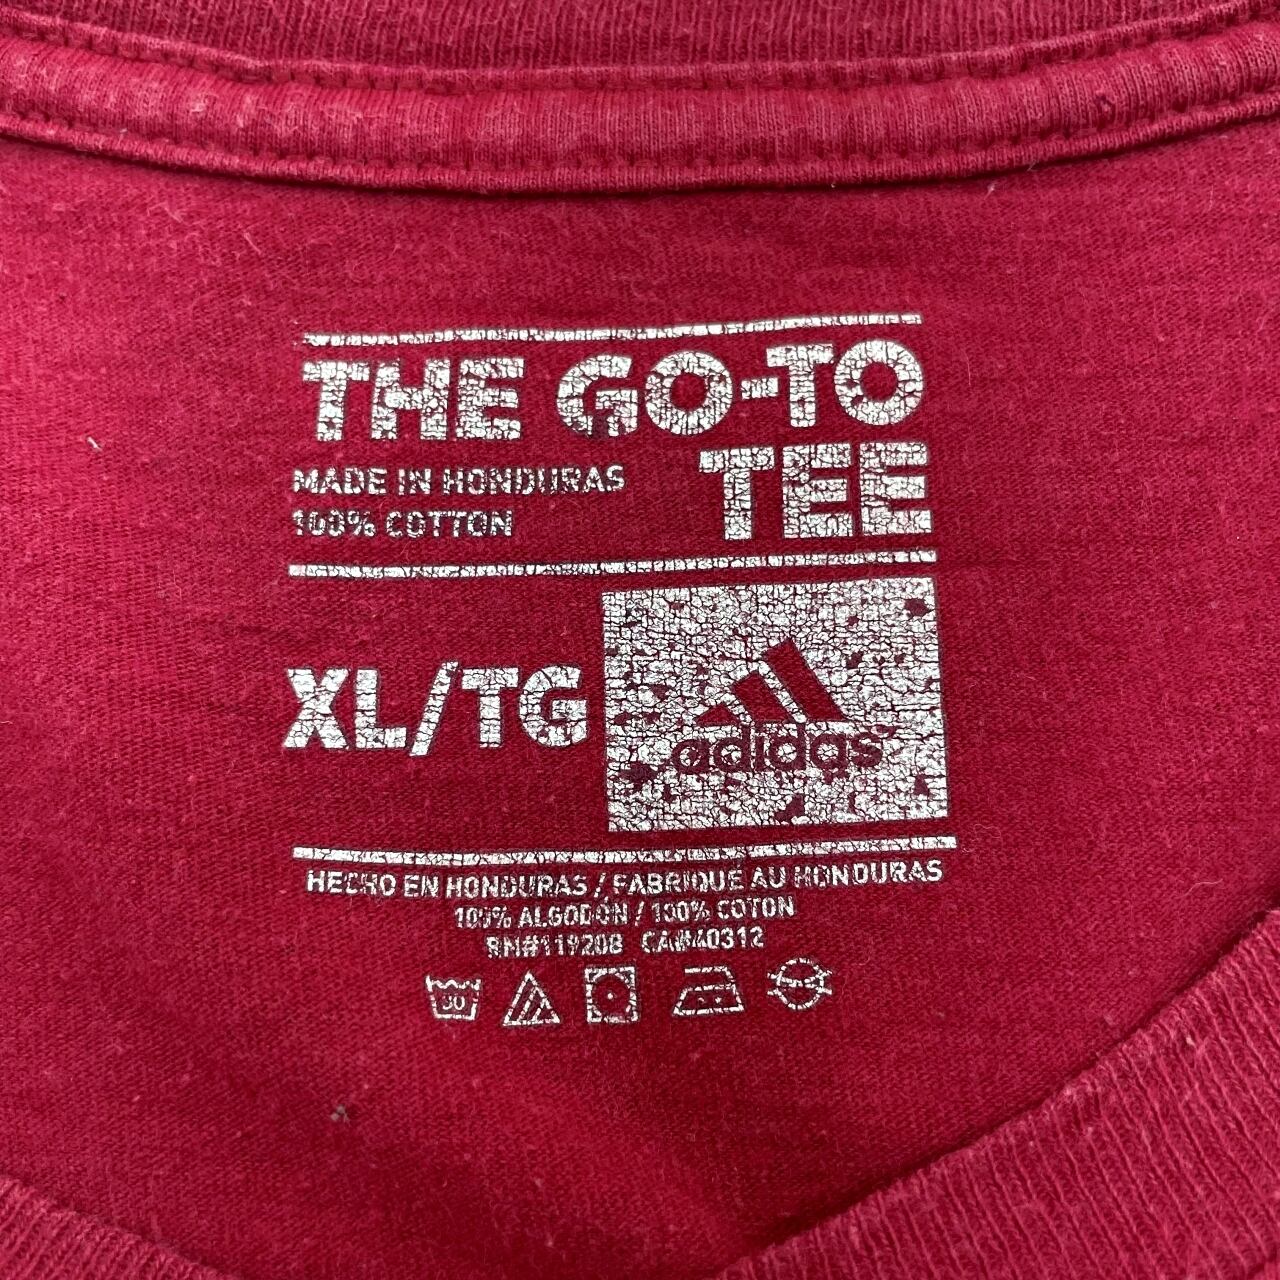 THE GO-TO
TEE
MADE IN HONDURAS
100% COTTON
XL/TG
adidas
HECHO EN HONDURAS / FABRIQUÉ AU HONDURAS
100% ALGODÓN / 100% COTON
RN#119208 CA#40312
30